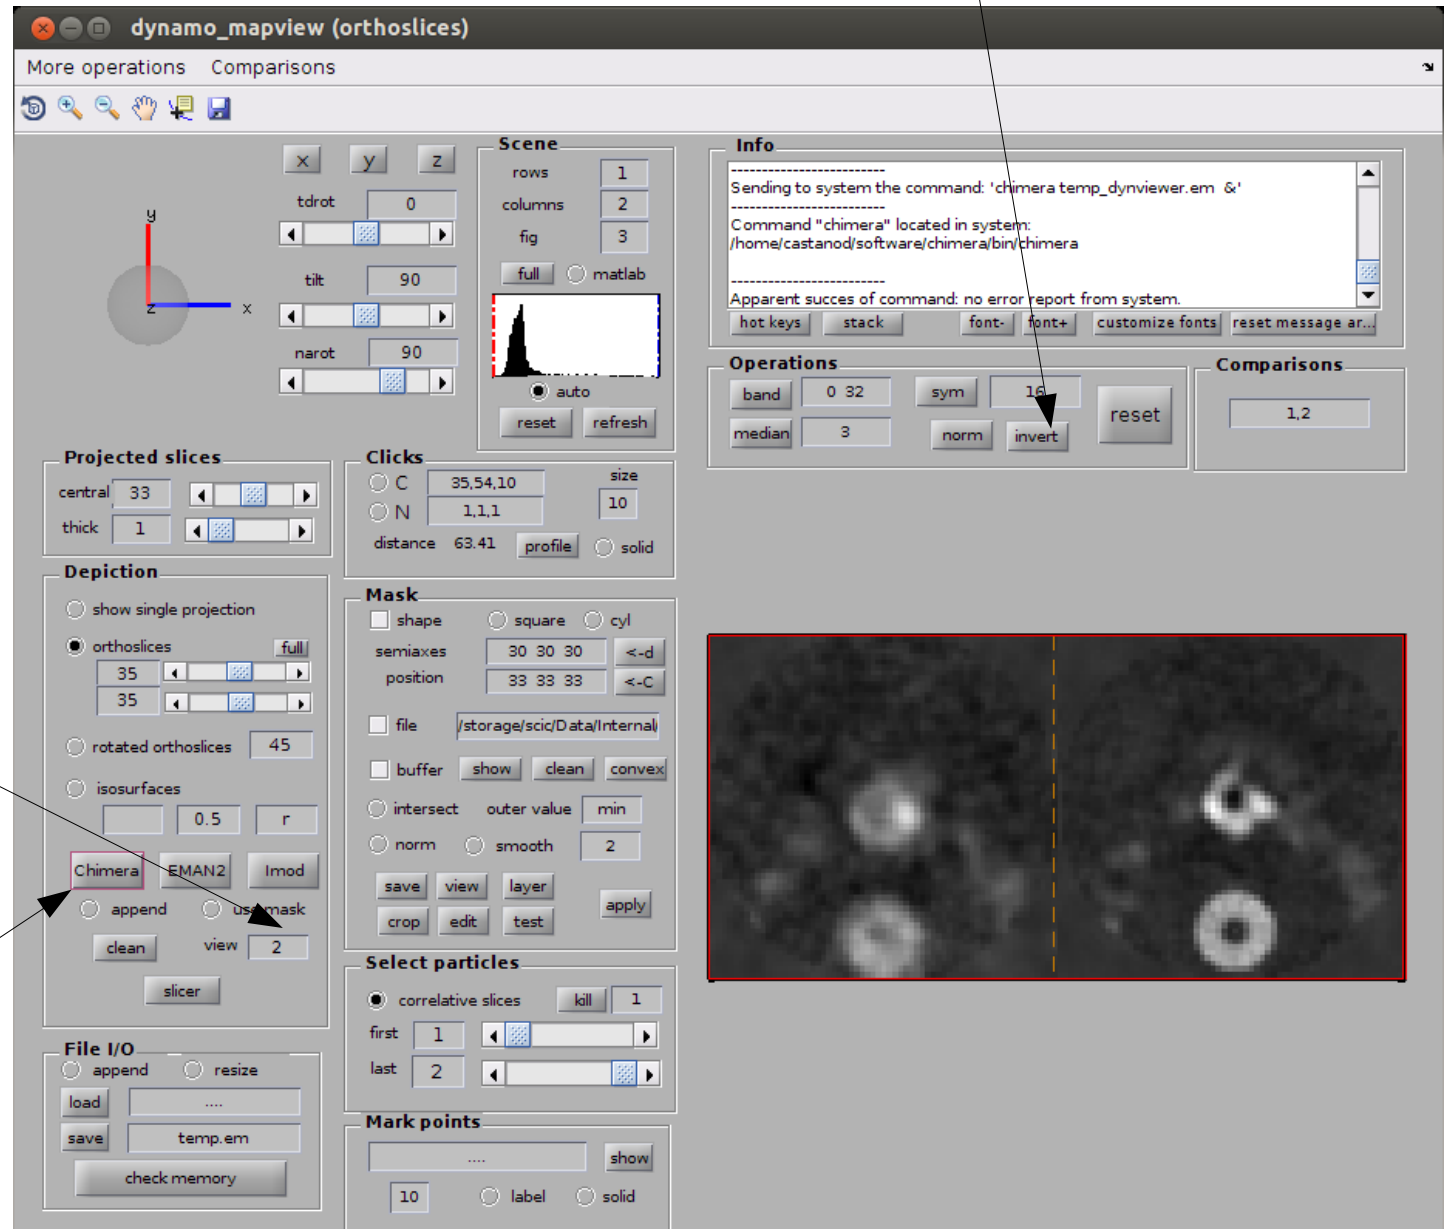 dynamo_mapview (orthoslices)
More operations Comparisons
x y z
tdrot 0
tilt 90
narot 90
y
z x
Scene
rows 1
columns 2
fig 3
full matlab
auto
reset refresh
Info
-------------------------
Sending to system the command: 'chimera temp_dynviewer.em &'
-------------------------
Command "chimera" located in system:
/home/castanod/software/chimera/bin/chimera
-------------------------
Apparent succes of command: no error report from system.
hot keys stack font- font+ customize fonts reset message ar...
Operations
band 0 32 sym 16 reset
median 3 norm invert
Comparisons
1,2
Projected slices
central 33
thick 1
Clicks
C 35,54,10 size
N 1,1,1 10
distance 63.41 profile solid
Depiction
show single projection
orthoslices full
35
35
rotated orthoslices 45
isosurfaces
0.5 r
Chimera EMAN2 Imod
append use mask
clean view 2
slicer
Mask
shape square cyl
semiaxes 30 30 30 <-d
position 33 33 33 <-C
file /storage/scic/Data/Internal/
buffer show clean convex
intersect outer value min
norm smooth 2
save view layer
crop edit test apply
Select particles
correlative slices kill 1
first 1
last 2
File I/O
append resize
load ....
save temp.em
check memory
Mark points
.... show
10 label solid